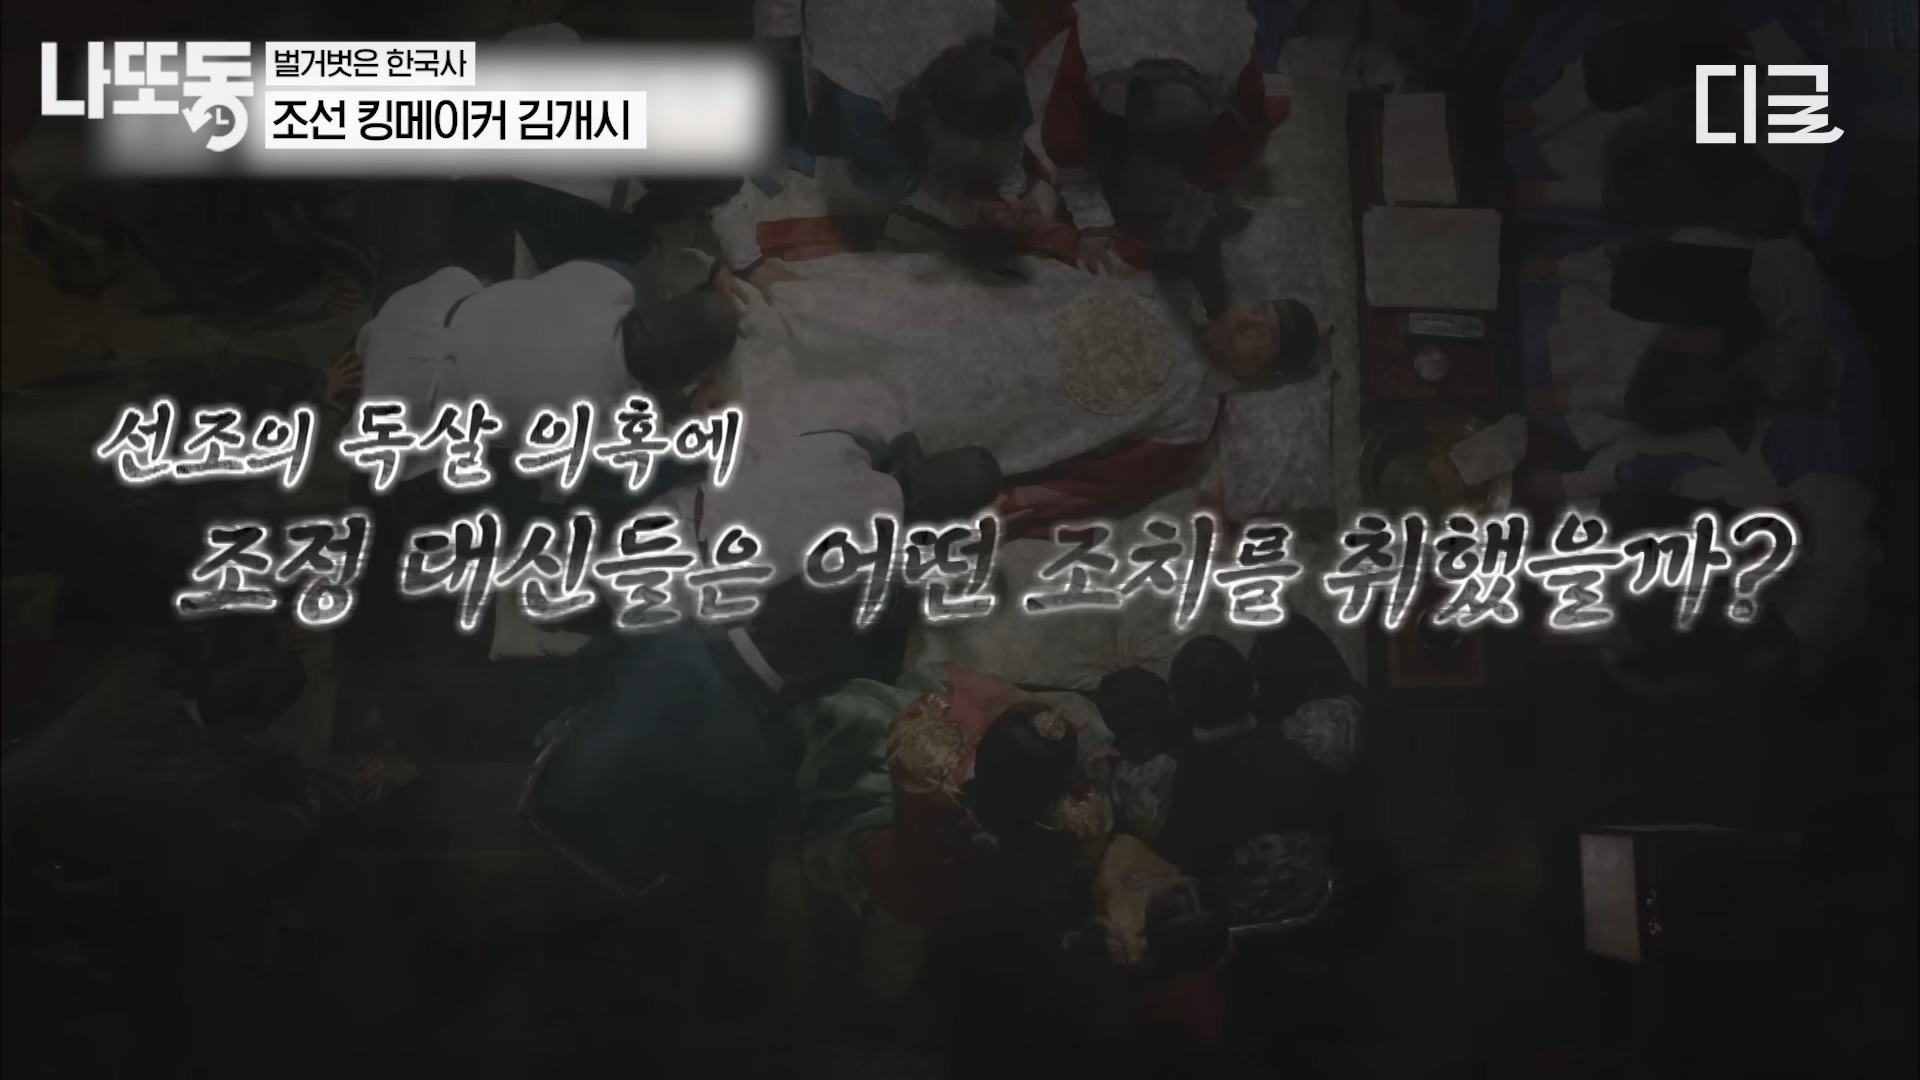 나또동
벌거벗은 한국사
조선 킹메이커 김개시
디글
선조의 독살 의혹에
조정 대신들은 어떤 조치를 취했을까?